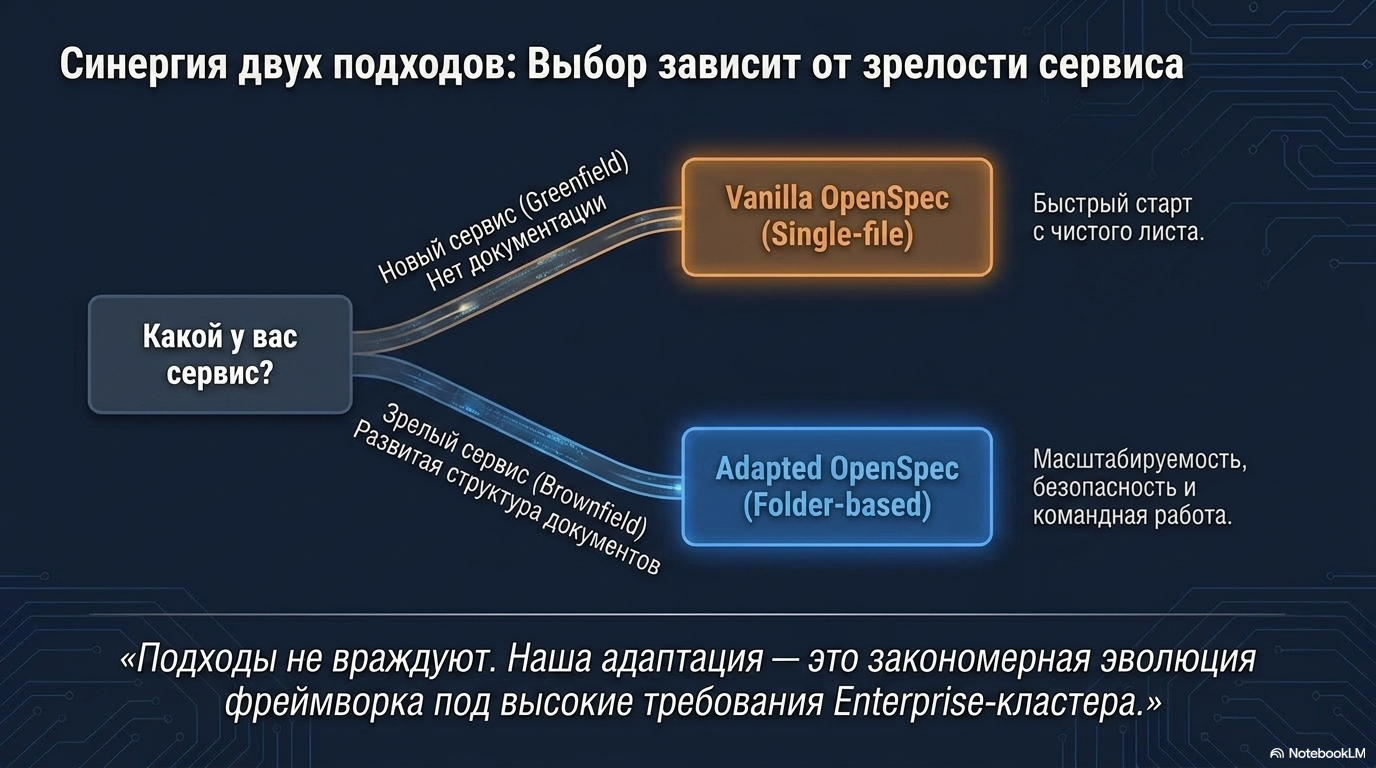 Синергия двух подходов: Выбор зависит от зрелости сервиса
Новый сервис (Greenfield)
Нет документации
Vanilla OpenSpec
(Single-file)
Быстрый старт
с чистого листа.
Какой у вас
сервис?
Зрелый сервис (Brownfield)
Развитая структура документов
Adapted OpenSpec
(Folder-based)
Масштабируемость,
безопасность и
командная работа.
«Подходы не враждуют. Наша адаптация — это закономерная эволюция
фреймворка под высокие требования Enterprise-кластера.»
NotebookLM